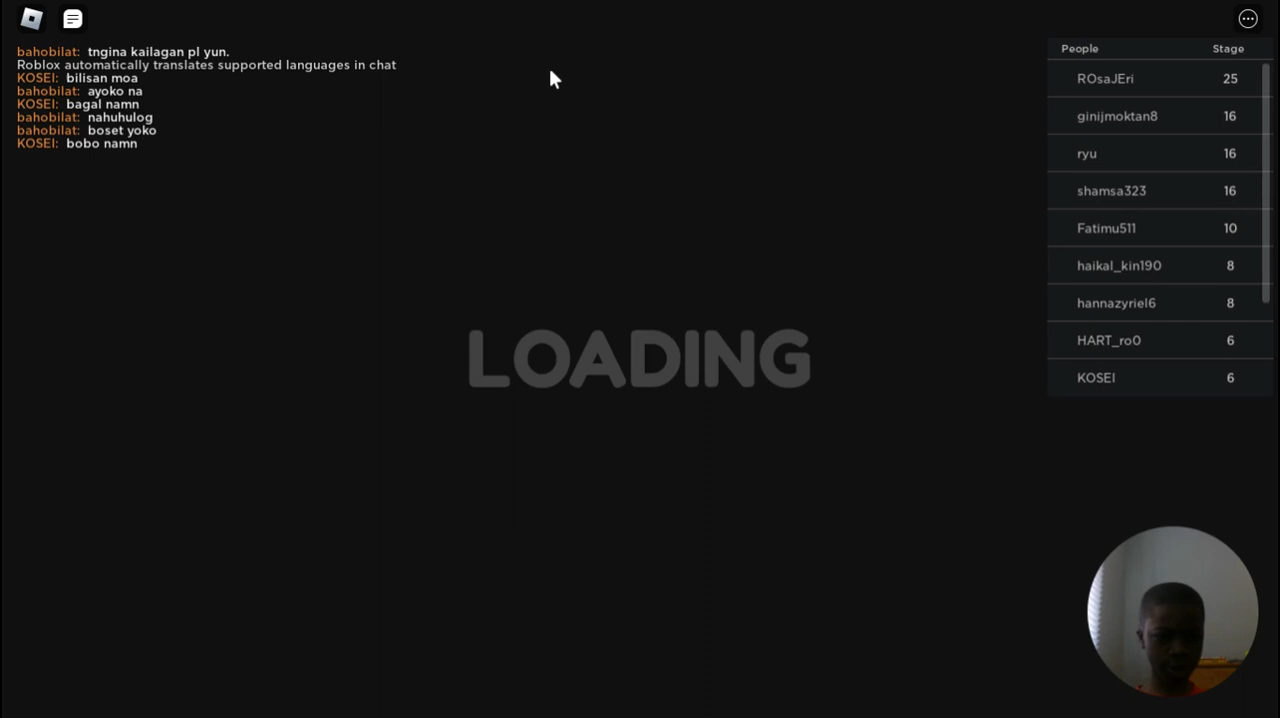 bahobilat: tngina kailagan pl yun.
Roblox automatically translates supported languages in chat
KOSEI: bilisan moa
bahobilat: ayoko na
KOSEI: bagal namn
bahobilat: nahuhulog
bahobilat: boset yoko
KOSEI: bobo namn
People Stage
ROsaJEri 25
ginijmoktan8 16
ryu 16
shamsa323 16
Fatimu511 10
haikal_kin190 8
hannazyriel6 8
HART_ro0 6
KOSEI 6
LOADING